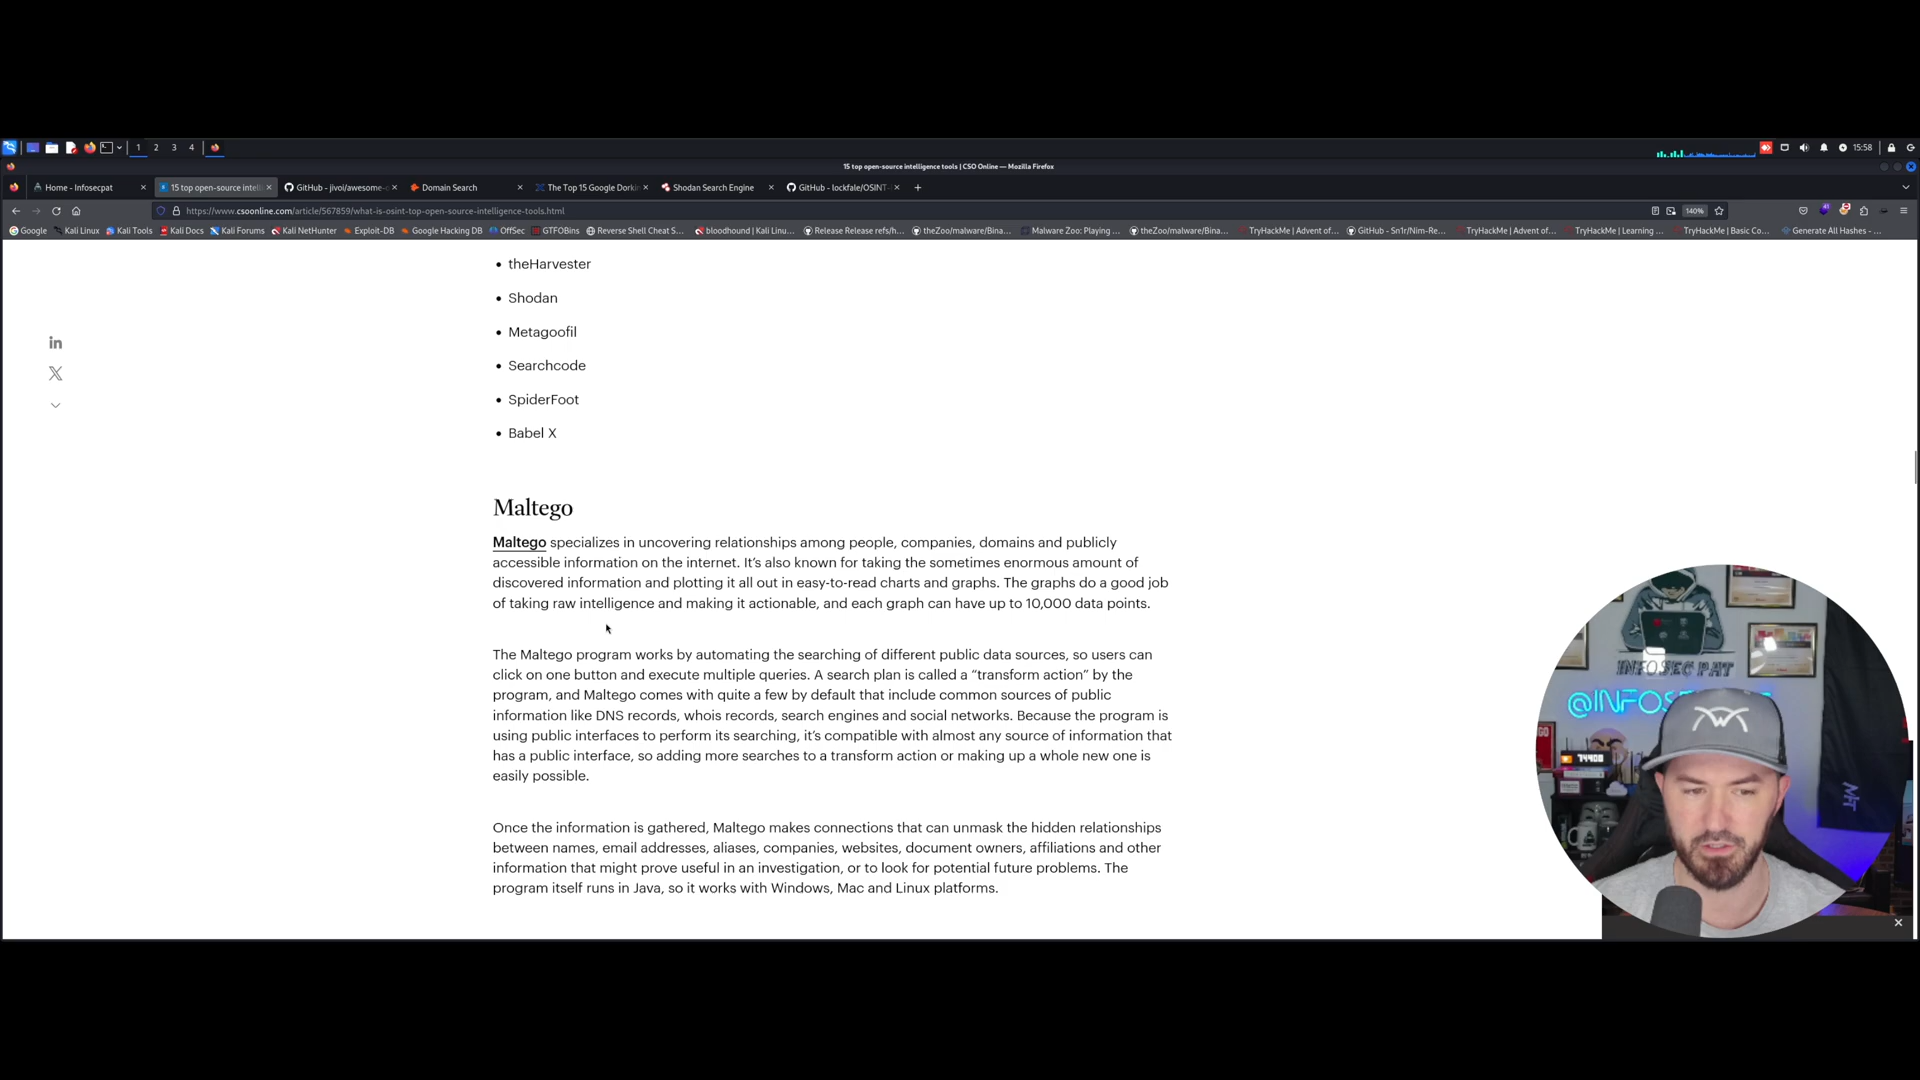 1 2 3 4
15:58
15 top open-source intelligence tools | CSO Online — Mozilla Firefox
Home - Infosecpat
15 top open-source intell
GitHub - jivoi/awesome-o
Domain Search
The Top 15 Google Dorkin
Shodan Search Engine
GitHub - lockfale/OSINT-
https://www.csoonline.com/article/567859/what-is-osint-top-open-source-intelligence-tools.html
140%
Google
Kali Linux
Kali Tools
Kali Docs
Kali Forums
Kali NetHunter
Exploit-DB
Google Hacking DB
OffSec
GTFOBins
Reverse Shell Cheat S...
bloodhound | Kali Linu...
Release Release refs/h...
theZoo/malware/Bina...
Malware Zoo: Playing ...
theZoo/malware/Bina...
TryHackMe | Advent of...
GitHub - Sn1r/Nim-Re...
TryHackMe | Advent of...
TryHackMe | Learning ...
TryHackMe | Basic Co...
Generate All Hashes - ...
• theHarvester
• Shodan
• Metagoofil
• Searchcode
• SpiderFoot
• Babel X
Maltego
Maltego specializes in uncovering relationships among people, companies, domains and publicly
accessible information on the internet. It’s also known for taking the sometimes enormous amount of
discovered information and plotting it all out in easy-to-read charts and graphs. The graphs do a good job
of taking raw intelligence and making it actionable, and each graph can have up to 10,000 data points.
The Maltego program works by automating the searching of different public data sources, so users can
click on one button and execute multiple queries. A search plan is called a “transform action” by the
program, and Maltego comes with quite a few by default that include common sources of public
information like DNS records, whois records, search engines and social networks. Because the program is
using public interfaces to perform its searching, it’s compatible with almost any source of information that
has a public interface, so adding more searches to a transform action or making up a whole new one is
easily possible.
Once the information is gathered, Maltego makes connections that can unmask the hidden relationships
between names, email addresses, aliases, companies, websites, document owners, affiliations and other
information that might prove useful in an investigation, or to look for potential future problems. The
program itself runs in Java, so it works with Windows, Mac and Linux platforms.
in
X
INFOSEC PAT
@INFOS
74400